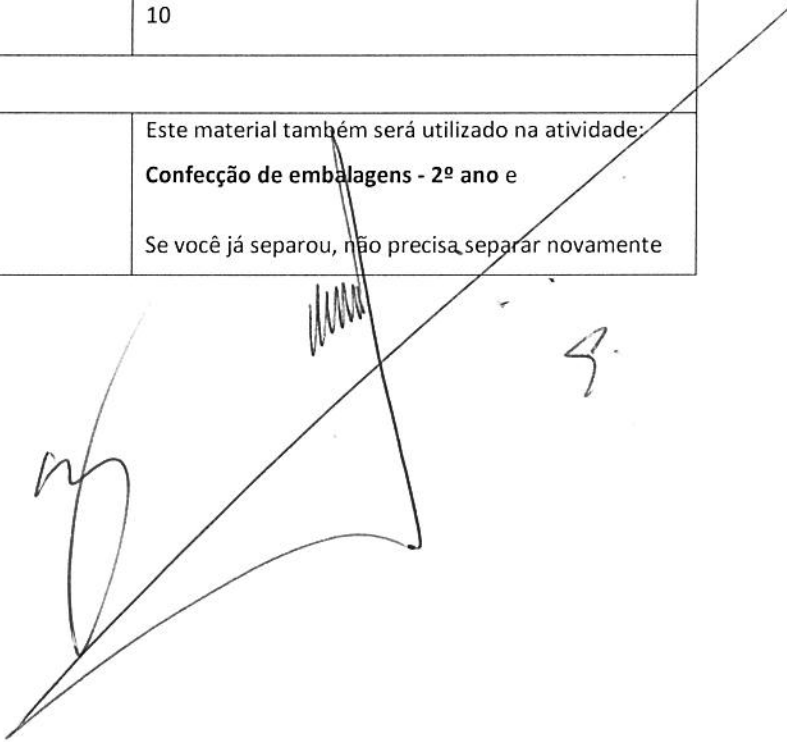 10
Este material também será utilizado na atividade:
Confecção de embalagens - 2º ano e
Se você já separou, não precisa separar novamente